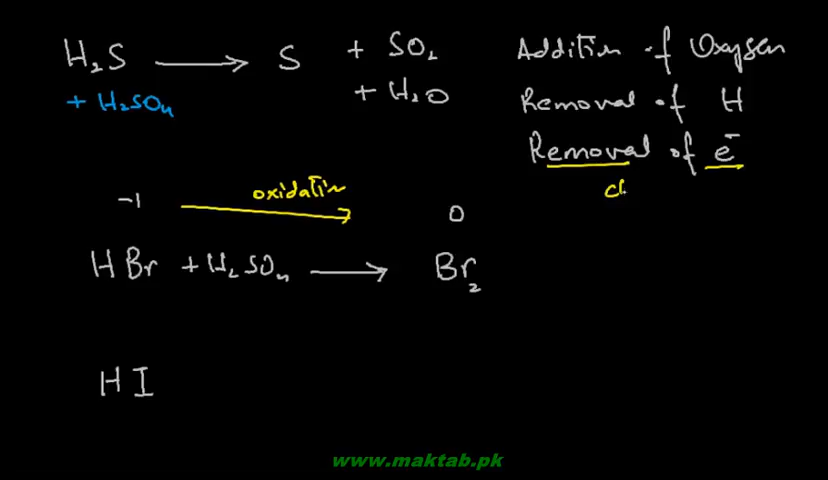 H₂S ⟶ S + SO₂
+ H₂SO₄ + H₂O
Addition of Oxygen
Removal of H
Removal of e⁻
-1 oxidation 0
HBr + H₂SO₄ ⟶ Br₂
HI
www.maktab.pk